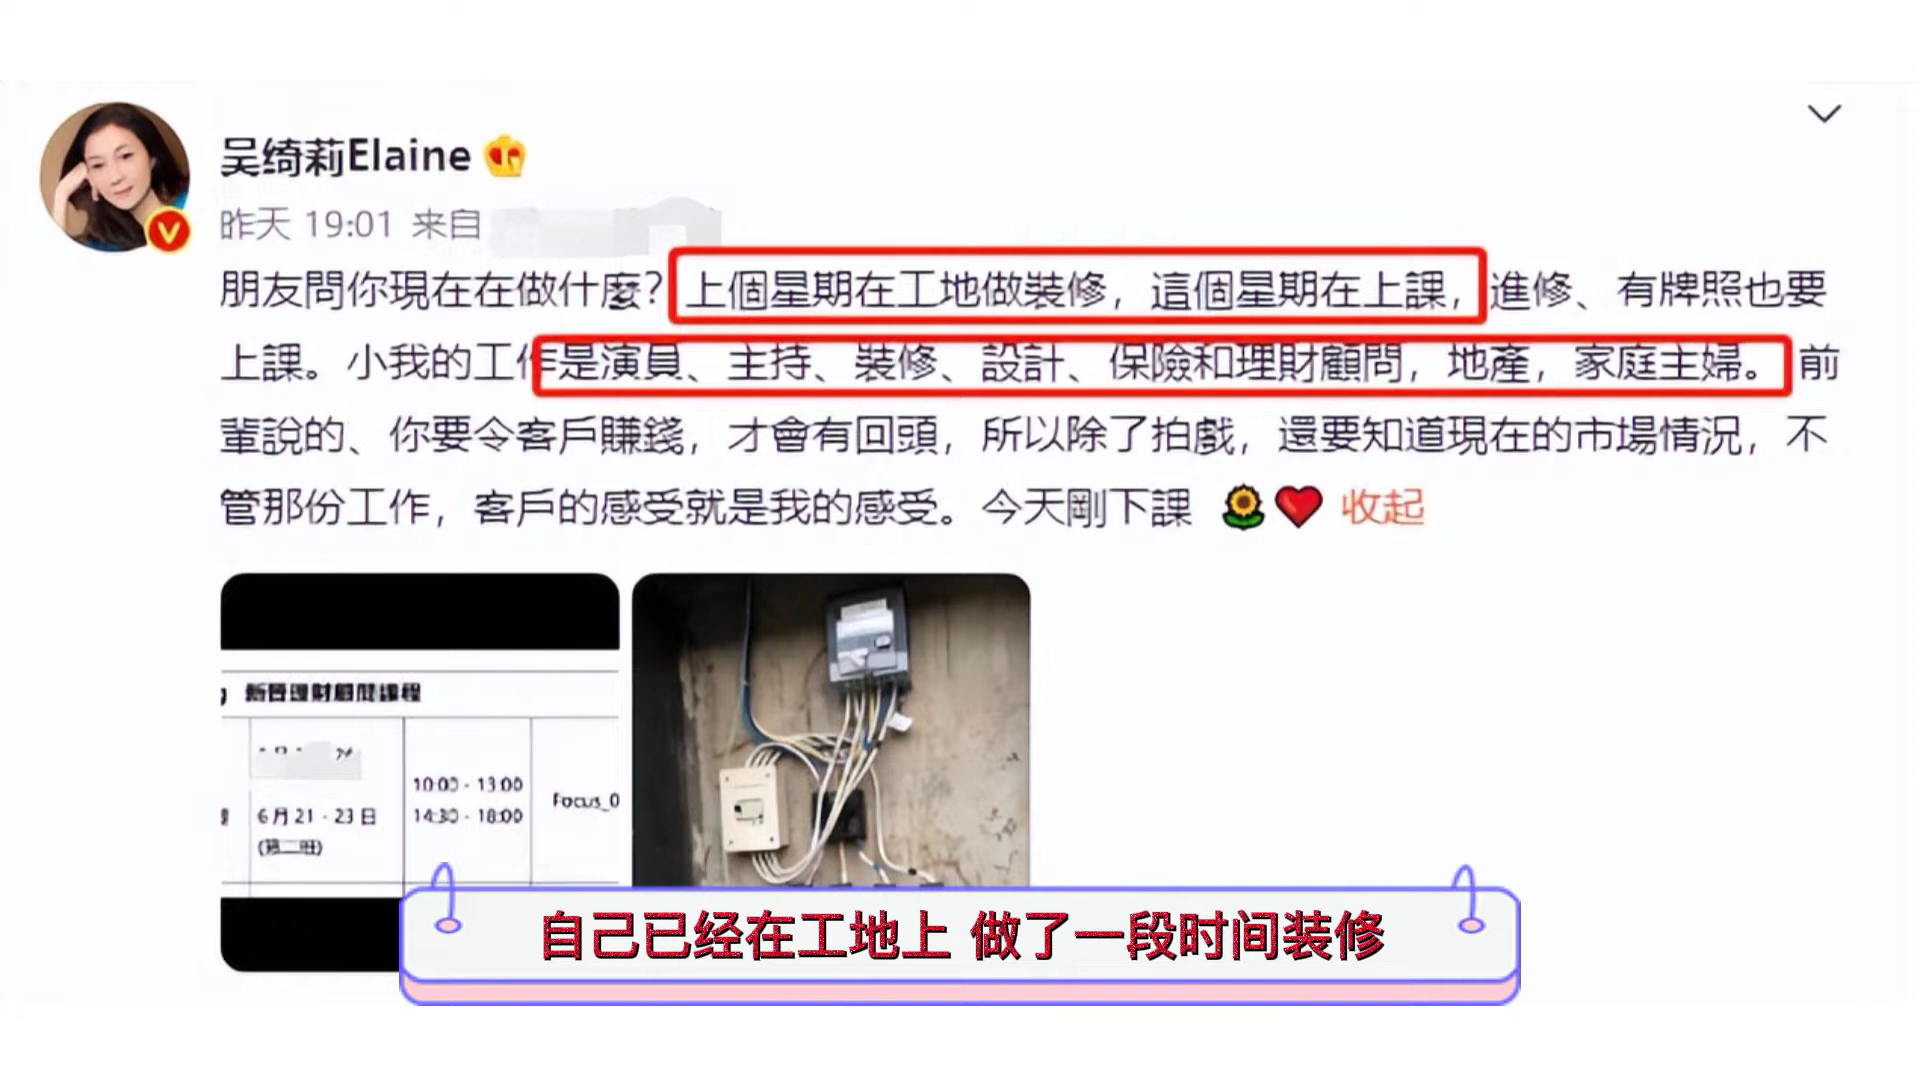 吴绮莉Elaine
昨天 19:01 来自
朋友問你現在在做什麼？上個星期在工地做裝修，這個星期在上課，進修、有牌照也要
上課。小我的工作是演員、主持、裝修、設計、保險和理財顧問，地產，家庭主婦。前
輩說的、你要令客戶賺錢，才會有回頭，所以除了拍戲，還要知道現在的市場情況，不
管那份工作，客戶的感受就是我的感受。今天剛下課 收起
10:00 - 13:00
6月21 - 23日
14:30 - 18:00
(第二班)
Focus_0
自己已经在工地上 做了一段时间装修